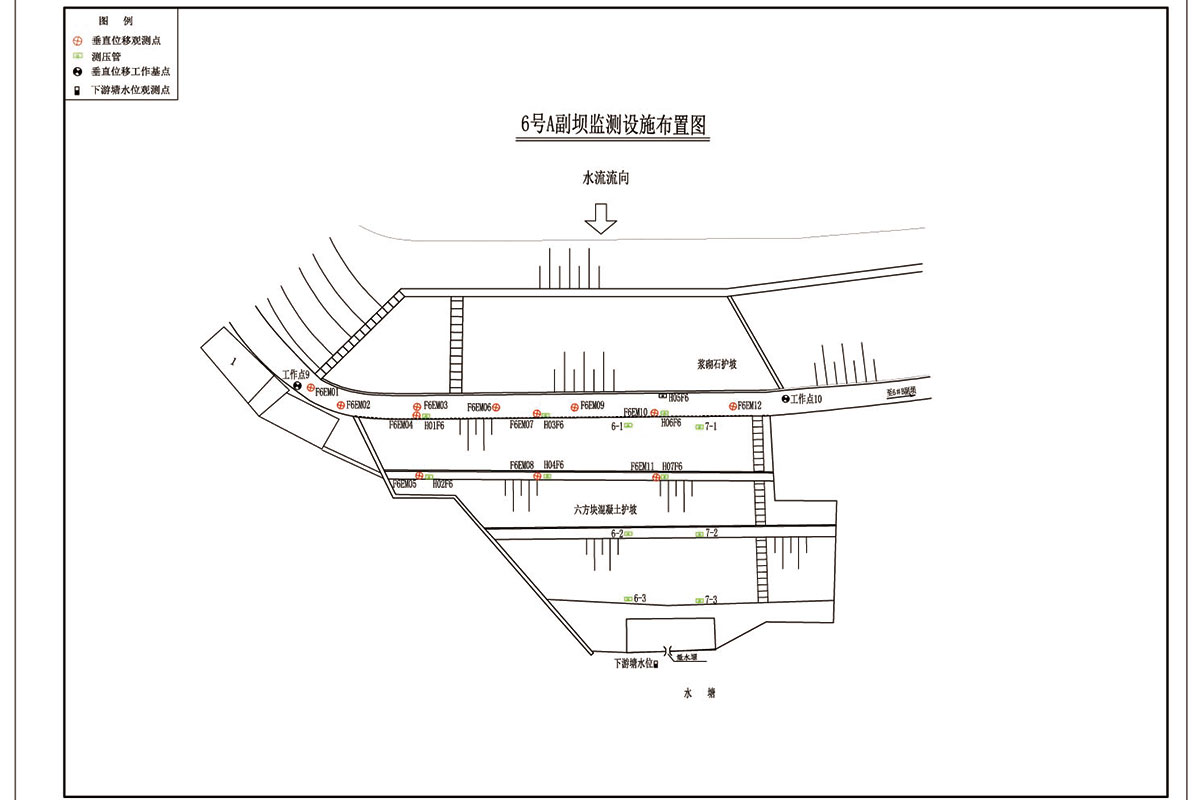 图 例
垂直位移观测点
测压管
垂直位移工作基点
下游塘水位观测点
6号A副坝监测设施布置图
水流流向
浆砌石护坡
1
工作点9
F6EM01
F6EM02
F6EM03
F6EM06
F6EM09
H05F6
F6EM10
F6EM12
工作点10
F6EM04
H01F6
F6EM07
H03F6
6-1
H06F6
7-1
F6EM08
H04F6
F6EM11
H07F6
F6EM05
H02F6
六方块混凝土护坡
6-2
7-2
6-3
7-3
下游塘水位
水 塘